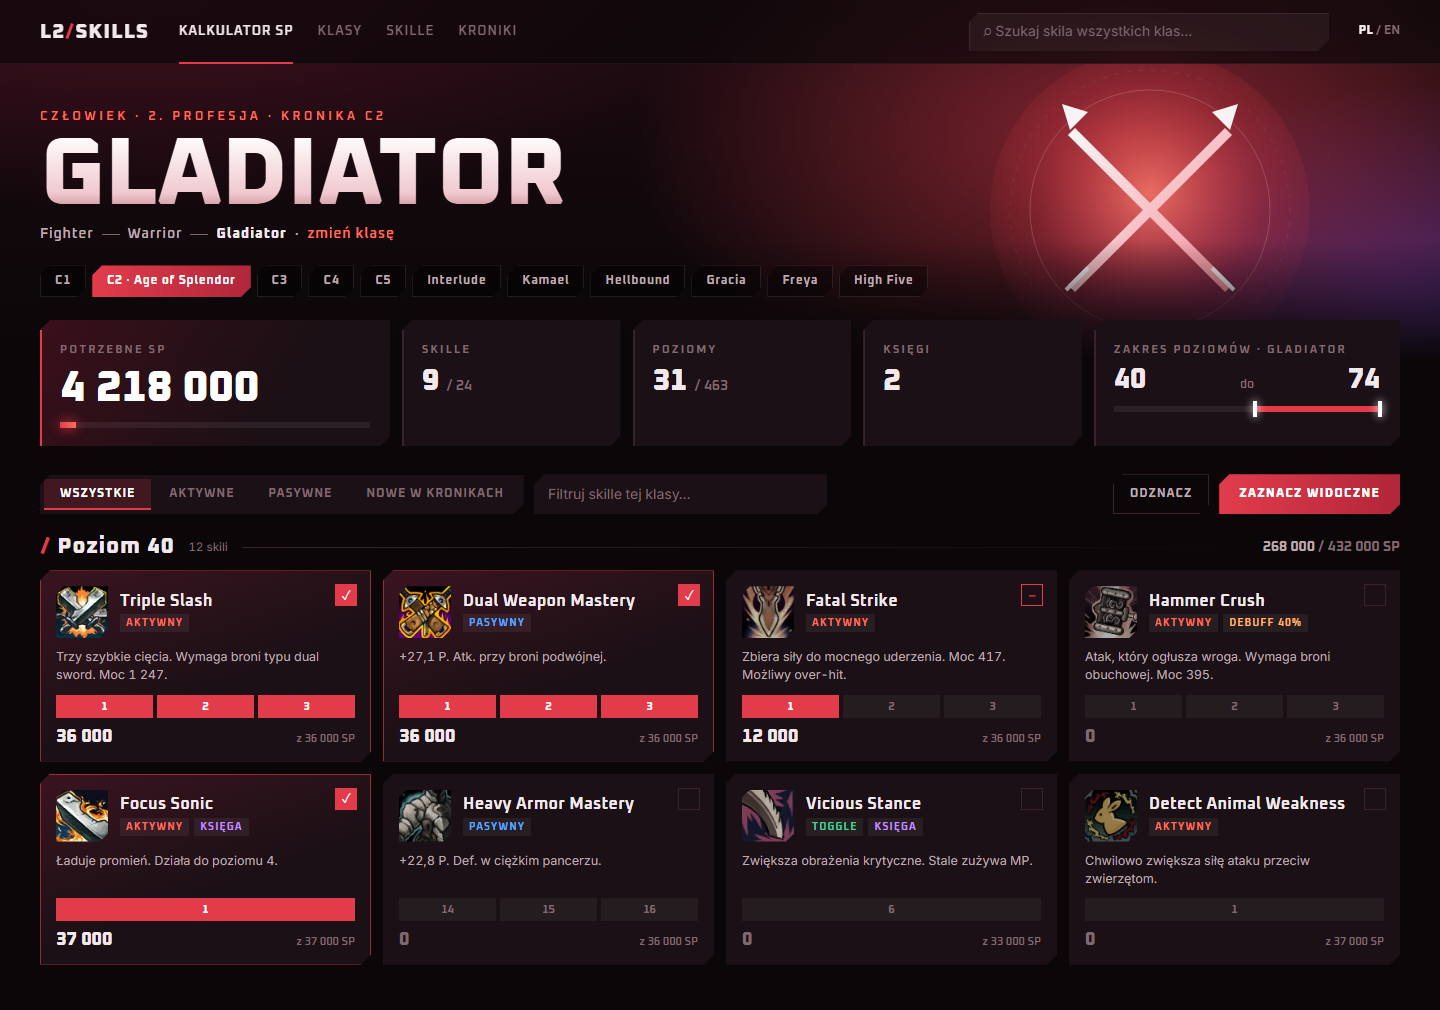 L2/SKILLS
KALKULATOR SP
KLASY
SKILLE
KRONIKI
Szukaj skila wszystkich klas...
PL / EN
CZŁOWIEK · 2. PROFESJA · KRONIKA C2
GLADIATOR
Fighter — Warrior — Gladiator · zmień klasę
C1
C2 · Age of Splendor
C3
C4
C5
Interlude
Kamael
Hellbound
Gracia
Freya
High Five
POTRZEBNE SP
4 218 000
SKILLE
9 / 24
POZIOMY
31 / 463
KSIĘGI
2
ZAKRES POZIOMÓW · GLADIATOR
40 do 74
WSZYSTKIE
AKTYWNE
PASYWNE
NOWE W KRONIKACH
Filtruj skille tej klasy...
ODZNACZ
ZAZNACZ WIDOCZNE
/ Poziom 40 12 skili
268 000 / 432 000 SP
Triple Slash
AKTYWNY
Trzy szybkie cięcia. Wymaga broni typu dual
sword. Moc 1 247.
1 2 3
36 000 z 36 000 SP
Dual Weapon Mastery
PASYWNY
+27,1 P. Atk. przy broni podwójnej.
1 2 3
36 000 z 36 000 SP
Fatal Strike
AKTYWNY
Zbiera siły do mocnego uderzenia. Moc 417.
Możliwy over-hit.
1 2 3
12 000 z 36 000 SP
Hammer Crush
AKTYWNY DEBUFF 40%
Atak, który ogłusza wroga. Wymaga broni
obuchowej. Moc 395.
1 2 3
0 z 36 000 SP
Focus Sonic
AKTYWNY KSIĘGA
Ładuje promień. Działa do poziomu 4.
1
37 000 z 37 000 SP
Heavy Armor Mastery
PASYWNY
+22,8 P. Def. w ciężkim pancerzu.
14 15 16
0 z 36 000 SP
Vicious Stance
TOGGLE KSIĘGA
Zwiększa obrażenia krytyczne. Stale zużywa MP.
6
0 z 33 000 SP
Detect Animal Weakness
AKTYWNY
Chwilowo zwiększa siłę ataku przeciw
zwierzętom.
1
0 z 37 000 SP